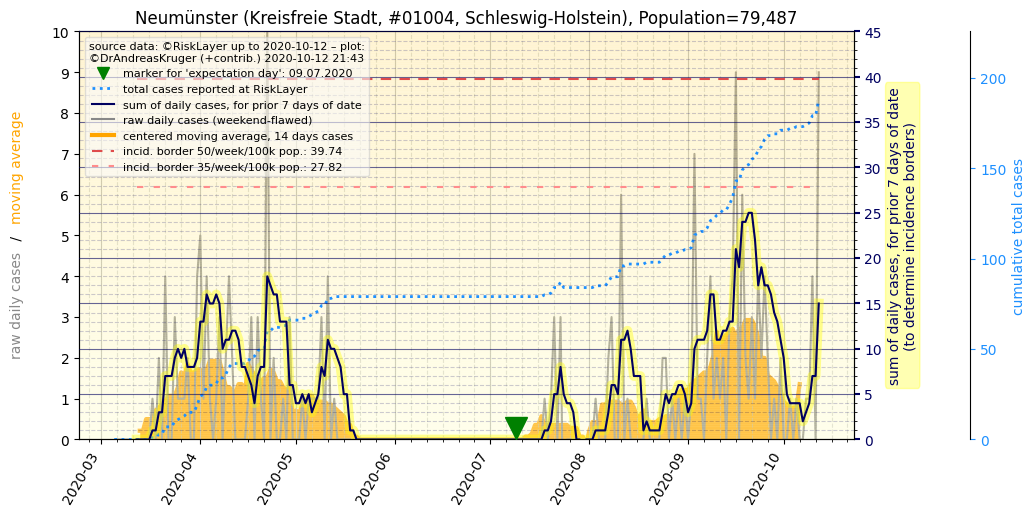 Neumünster (Kreisfreie Stadt, #01004, Schleswig-Holstein), Population=79,487
source data: ©RiskLayer up to 2020-10-12 – plot:
©DrAndreasKruger (+contrib.) 2020-10-12 21:43
marker for 'expectation day': 09.07.2020
total cases reported at RiskLayer
sum of daily cases, for prior 7 days of date
raw daily cases (weekend-flawed)
centered moving average, 14 days cases
incid. border 50/week/100k pop.: 39.74
incid. border 35/week/100k pop.: 27.82
raw daily cases / moving average
10
9
8
7
6
5
4
3
2
1
0
45
40
35
30
25
20
15
10
5
0
sum of daily cases, for prior 7 days of date
(to determine incidence borders)
200
150
100
50
0
cumulative total cases
2020-03
2020-04
2020-05
2020-06
2020-07
2020-08
2020-09
2020-10